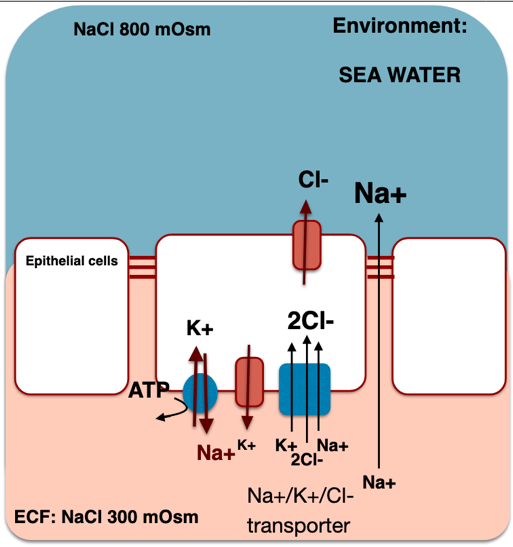 NaCl 800 mOsm
Environment:
SEA WATER
Cl-
Na+
Epithelial cells
K+
2Cl-
ATP
Na+
K+
K+
2Cl-
Na+
Na+
Na+/K+/Cl-
transporter
ECF: NaCl 300 mOsm